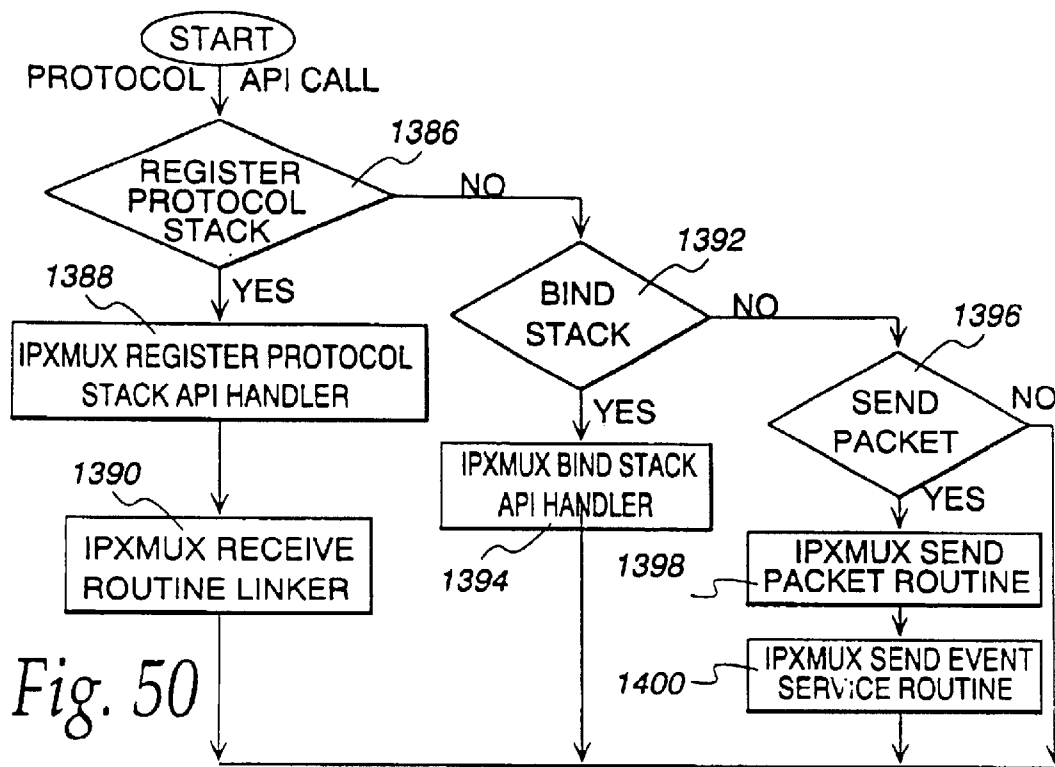 START
PROTOCOL API CALL
1386
REGISTER
PROTOCOL
STACK
NO
YES
1388
IPXMUX REGISTER PROTOCOL
STACK API HANDLER
1390
IPXMUX RECEIVE
ROUTINE LINKER
1392
BIND
STACK
NO
YES
IPXMUX BIND STACK
API HANDLER
1394
1396
SEND
PACKET
NO
YES
1398
IPXMUX SEND
PACKET ROUTINE
1400
IPXMUX SEND EVENT
SERVICE ROUTINE
Fig. 50